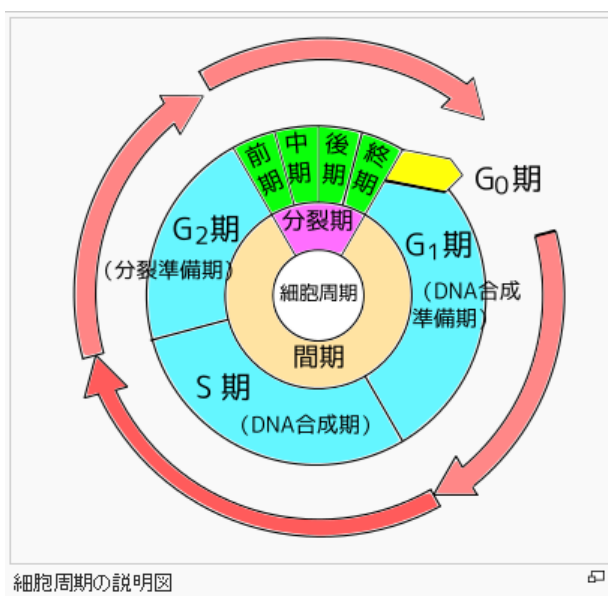 前期
中期
後期
終期
G0期
分裂期
G2期
(分裂準備期)
G1期
(DNA合成
準備期)
細胞周期
間期
S期
(DNA合成期)
細胞周期の説明図